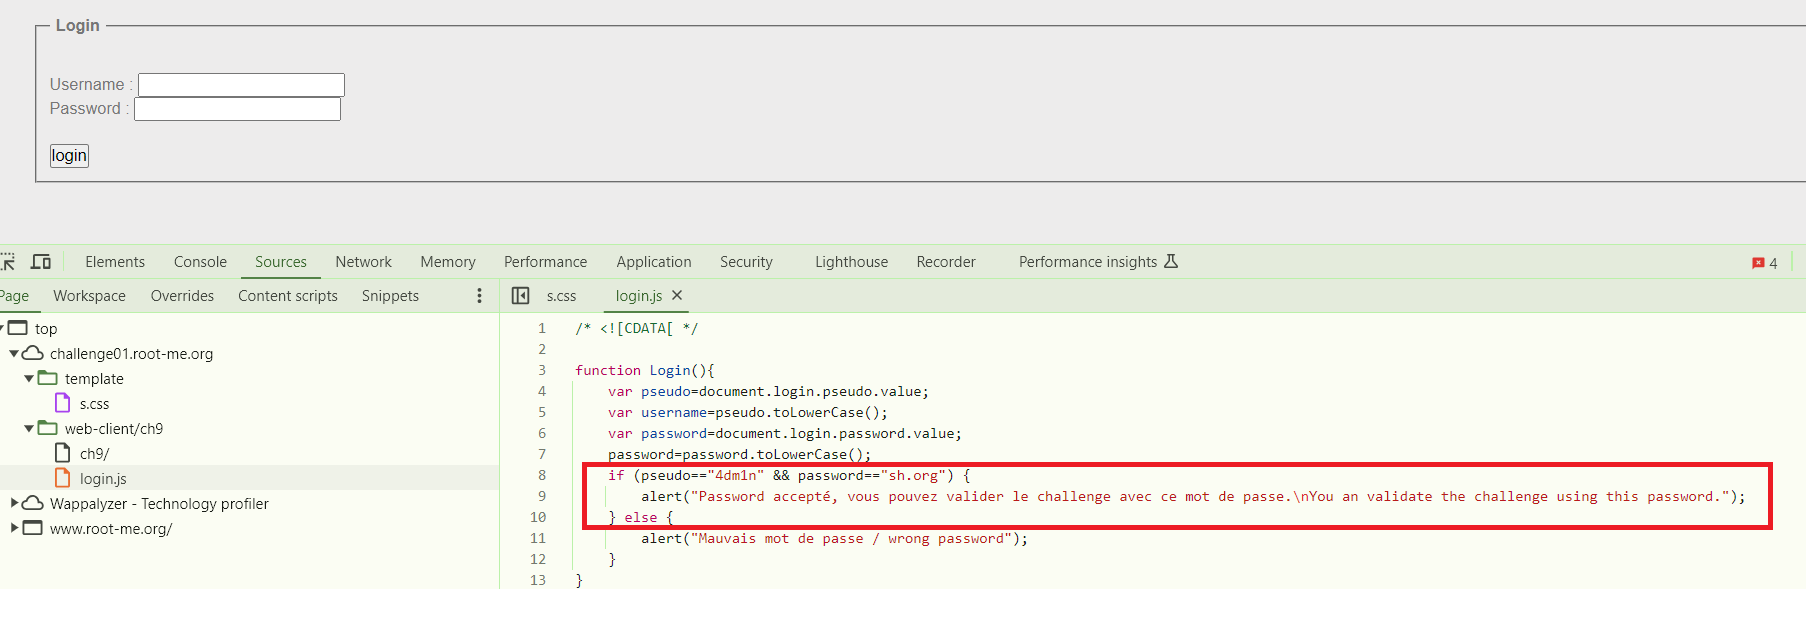 Login
Username :
Password :
login
Elements Console Sources Network Memory Performance Application Security Lighthouse Recorder Performance insights 4
Page Workspace Overrides Content scripts Snippets
top
challenge01.root-me.org
template
s.css
web-client/ch9
ch9/
login.js
Wappalyzer - Technology profiler
www.root-me.org/
s.css login.js
1 /* <![CDATA[ */
2
3 function Login(){
4 var pseudo=document.login.pseudo.value;
5 var username=pseudo.toLowerCase();
6 var password=document.login.password.value;
7 password=password.toLowerCase();
8 if (pseudo=="4dm1n" && password=="sh.org") {
9 alert("Password accepté, vous pouvez valider le challenge avec ce mot de passe.\nYou an validate the challenge using this password.");
10 } else {
11 alert("Mauvais mot de passe / wrong password");
12 }
13 }